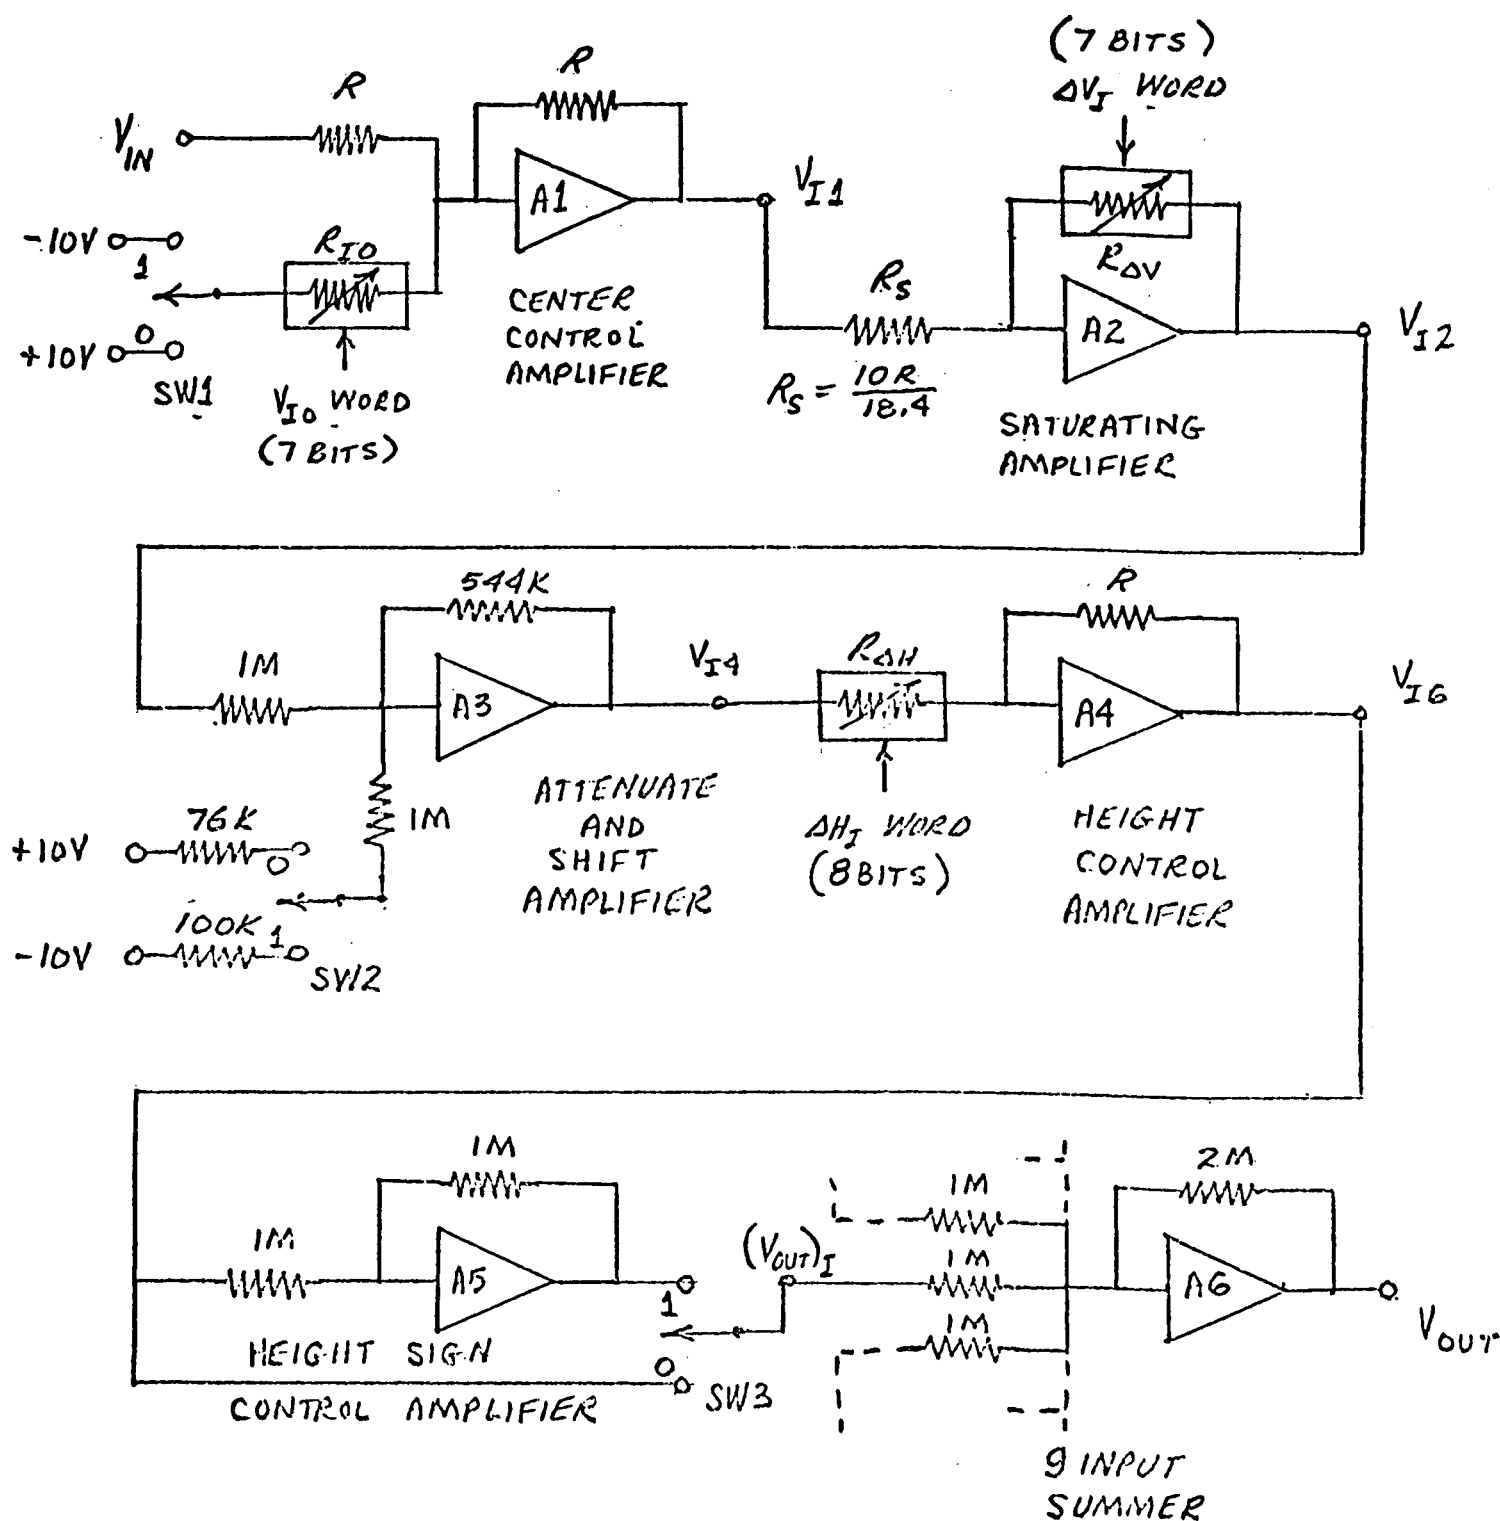 R
R
V_IN
-10V
1
R_IO
+10V
0
SW1
V_IO WORD
(7 BITS)
A1
CENTER
CONTROL
AMPLIFIER
V_I1
(7 BITS)
ΔV_I WORD
R_ΔV
R_S
R_S = 10R / 18.4
A2
SATURATING
AMPLIFIER
V_I2
544K
1M
A3
1M
+10V
76K
0
-10V
100K
1
SW2
ATTENUATE
AND
SHIFT
AMPLIFIER
V_I4
R_ΔH
ΔH_I WORD
(8 BITS)
R
A4
HEIGHT
CONTROL
AMPLIFIER
V_I6
1M
1M
A5
HEIGHT SIGN
CONTROL AMPLIFIER
1
0
SW3
(V_OUT)_I
1M
1M
1M
2M
A6
V_OUT
9 INPUT
SUMMER